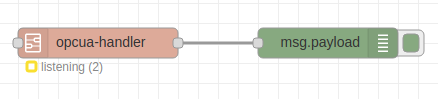 opcua-handler
msg.payload
listening (2)